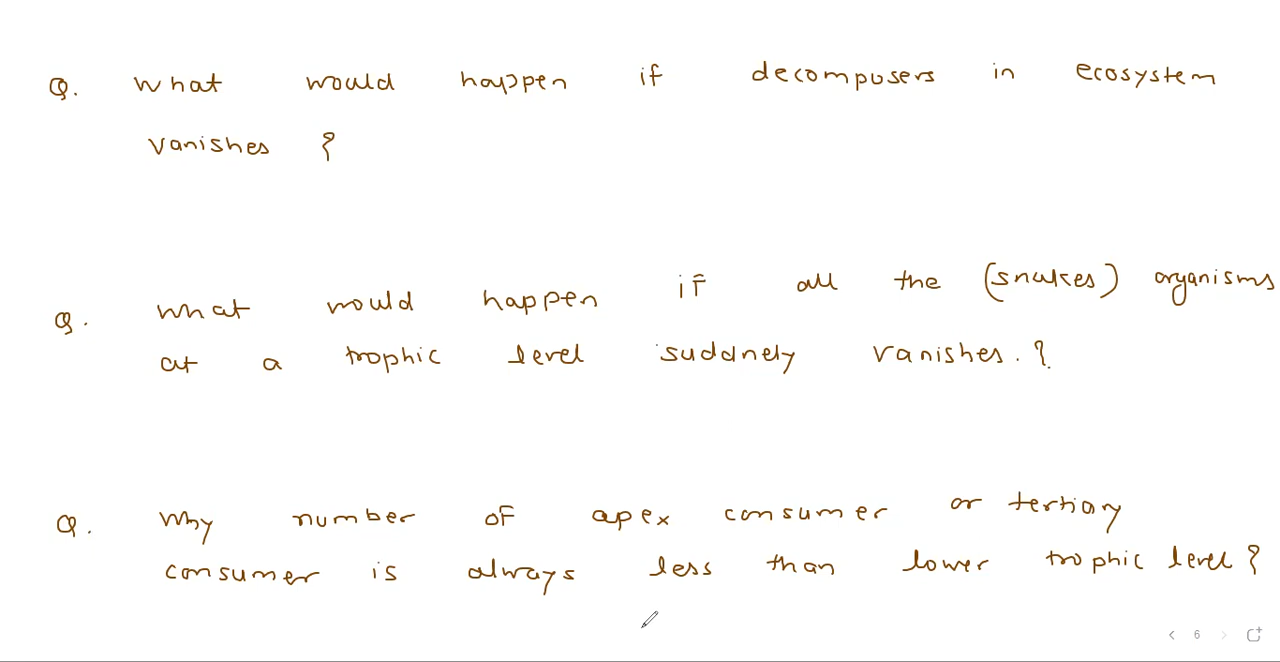 Q. What would happen if decomposers in ecosystem
vanishes ?
Q. What would happen if all the (snakes) organisms
at a trophic level suddnely vanishes. ?
Q. Why number of apex consumer or tertiary
consumer is always less than lower trophic level ?
6